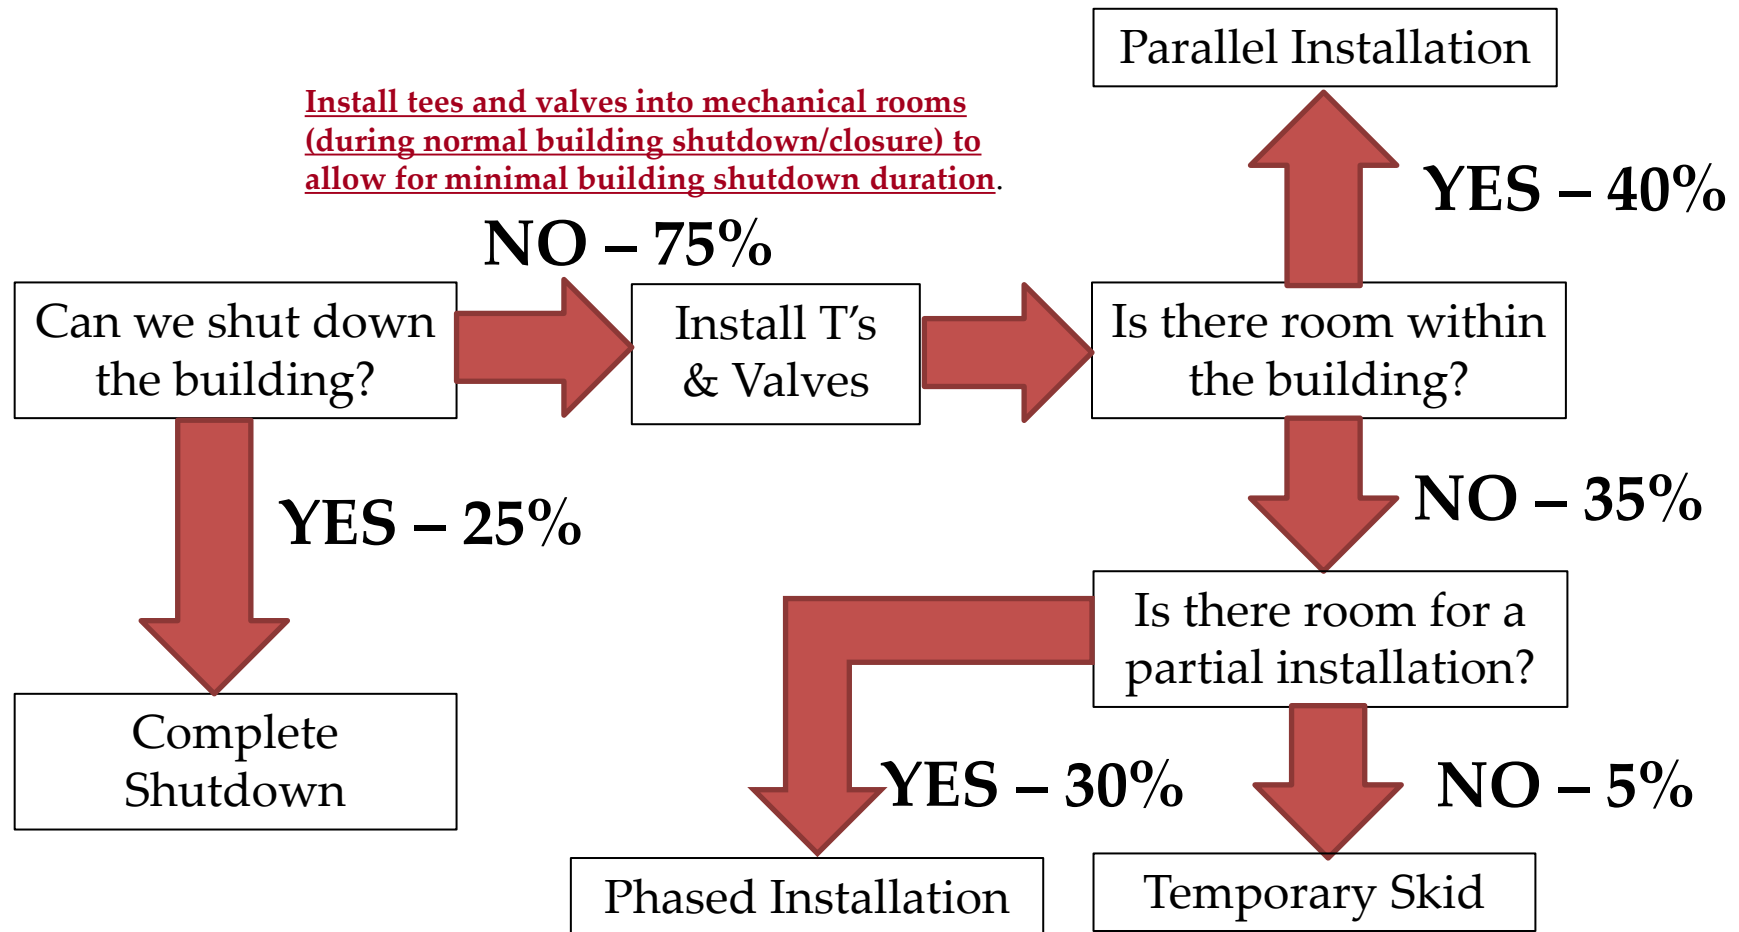 Parallel Installation
Install tees and valves into mechanical rooms
(during normal building shutdown/closure) to
allow for minimal building shutdown duration.
YES – 40%
NO – 75%
Can we shut down
the building?
Install T’s
& Valves
Is there room within
the building?
YES – 25%
NO – 35%
Is there room for a
partial installation?
Complete
Shutdown
YES – 30%
NO – 5%
Phased Installation
Temporary Skid